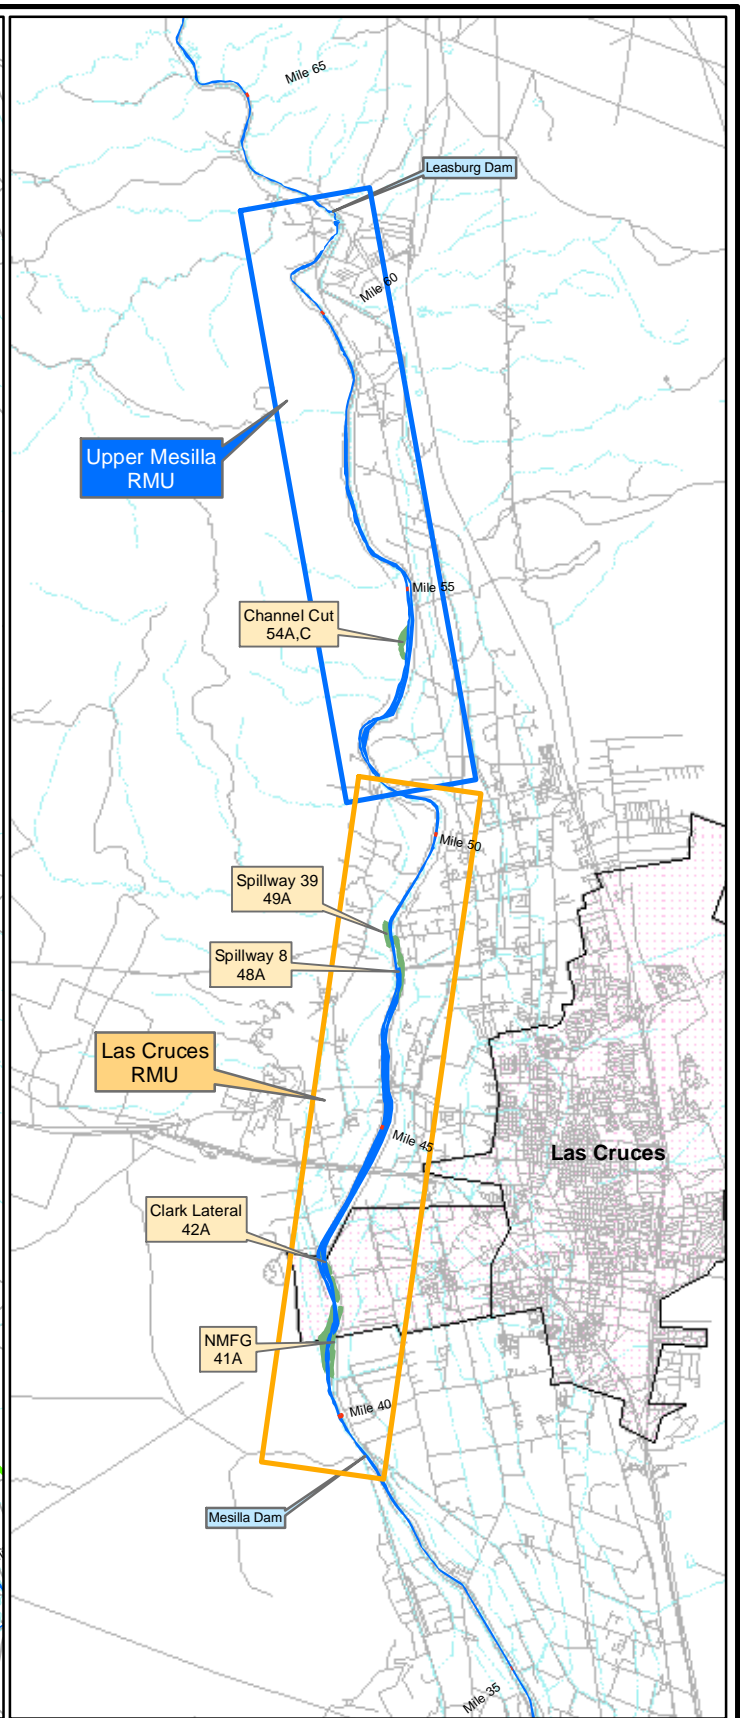 Mile 65
Leasburg Dam
Mile 60
Upper Mesilla
RMU
Mile 55
Channel Cut
54A,C
Mile 50
Spillway 39
49A
Spillway 8
48A
Las Cruces
RMU
Mile 45
Las Cruces
Clark Lateral
42A
NMFG
41A
Mile 40
Mesilla Dam
Mile 35